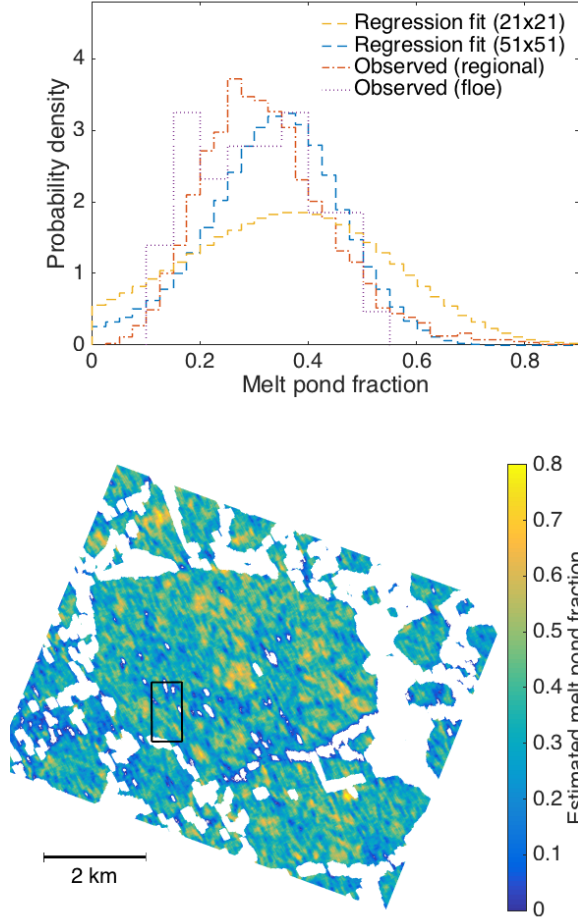 Regression fit (21x21)
Regression fit (51x51)
Observed (regional)
Observed (floe)
Probability density
5
4
3
2
1
0
0
0.2
0.4
0.6
0.8
Melt pond fraction
0.8
0.7
0.6
0.5
0.4
0.3
0.2
0.1
0
Estimated melt pond fraction
2 km